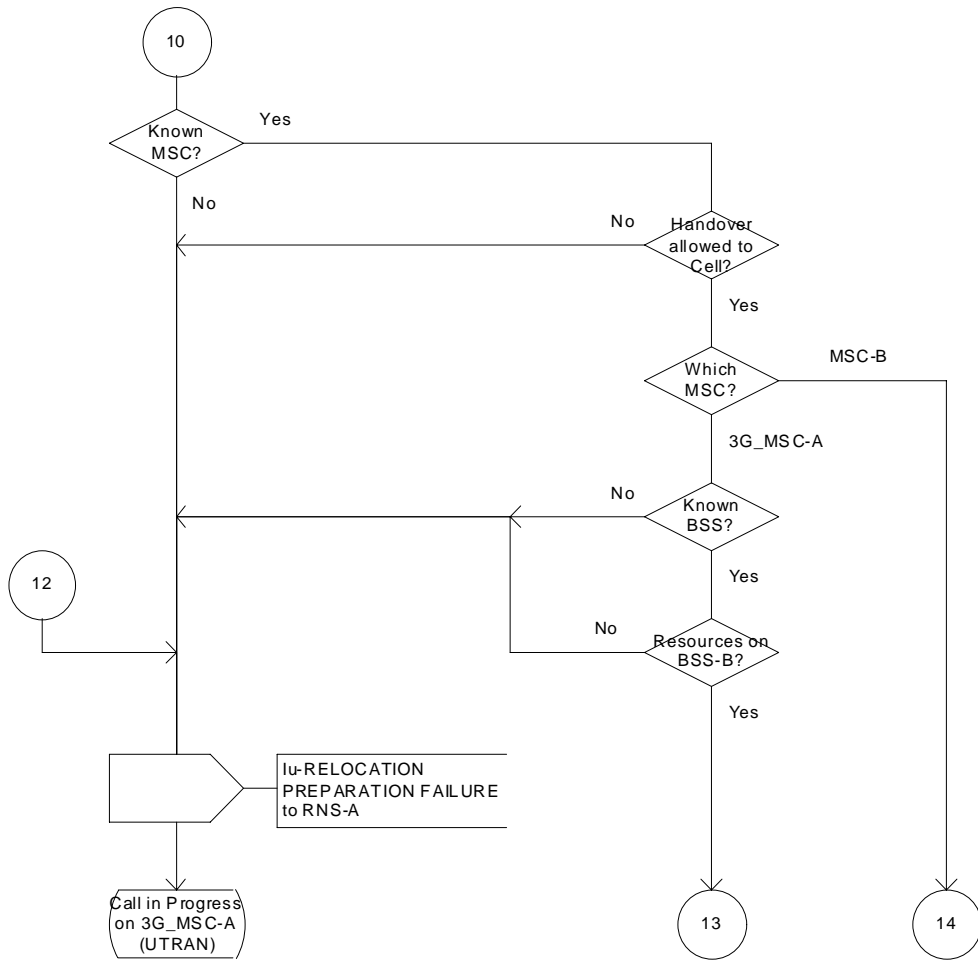 10
Known
MSC?
Yes
No
No
Handover
allowed to
Cell?
Yes
Which
MSC?
MSC-B
3G_MSC-A
No
Known
BSS?
Yes
12
No
Resources on
BSS-B?
Yes
Iu-RELOCATION
PREPARATION FAILURE
to RNS-A
Call in Progress
on 3G_MSC-A
(UTRAN)
13
14